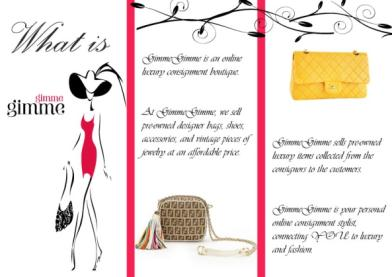 What is
gimme
gimme
GimmeGimme is an online
luxury consignment boutique.
At GimmeGimme, we sell
pre-owned designer bags, shoes,
accessories, and vintage pieces of
jewelry at an affordable price.
GimmeGimme sells pre-owned
luxury items collected from the
consigners to the customers.
GimmeGimme is your personal
online consignment stylist,
connecting YOU to luxury
and fashion.